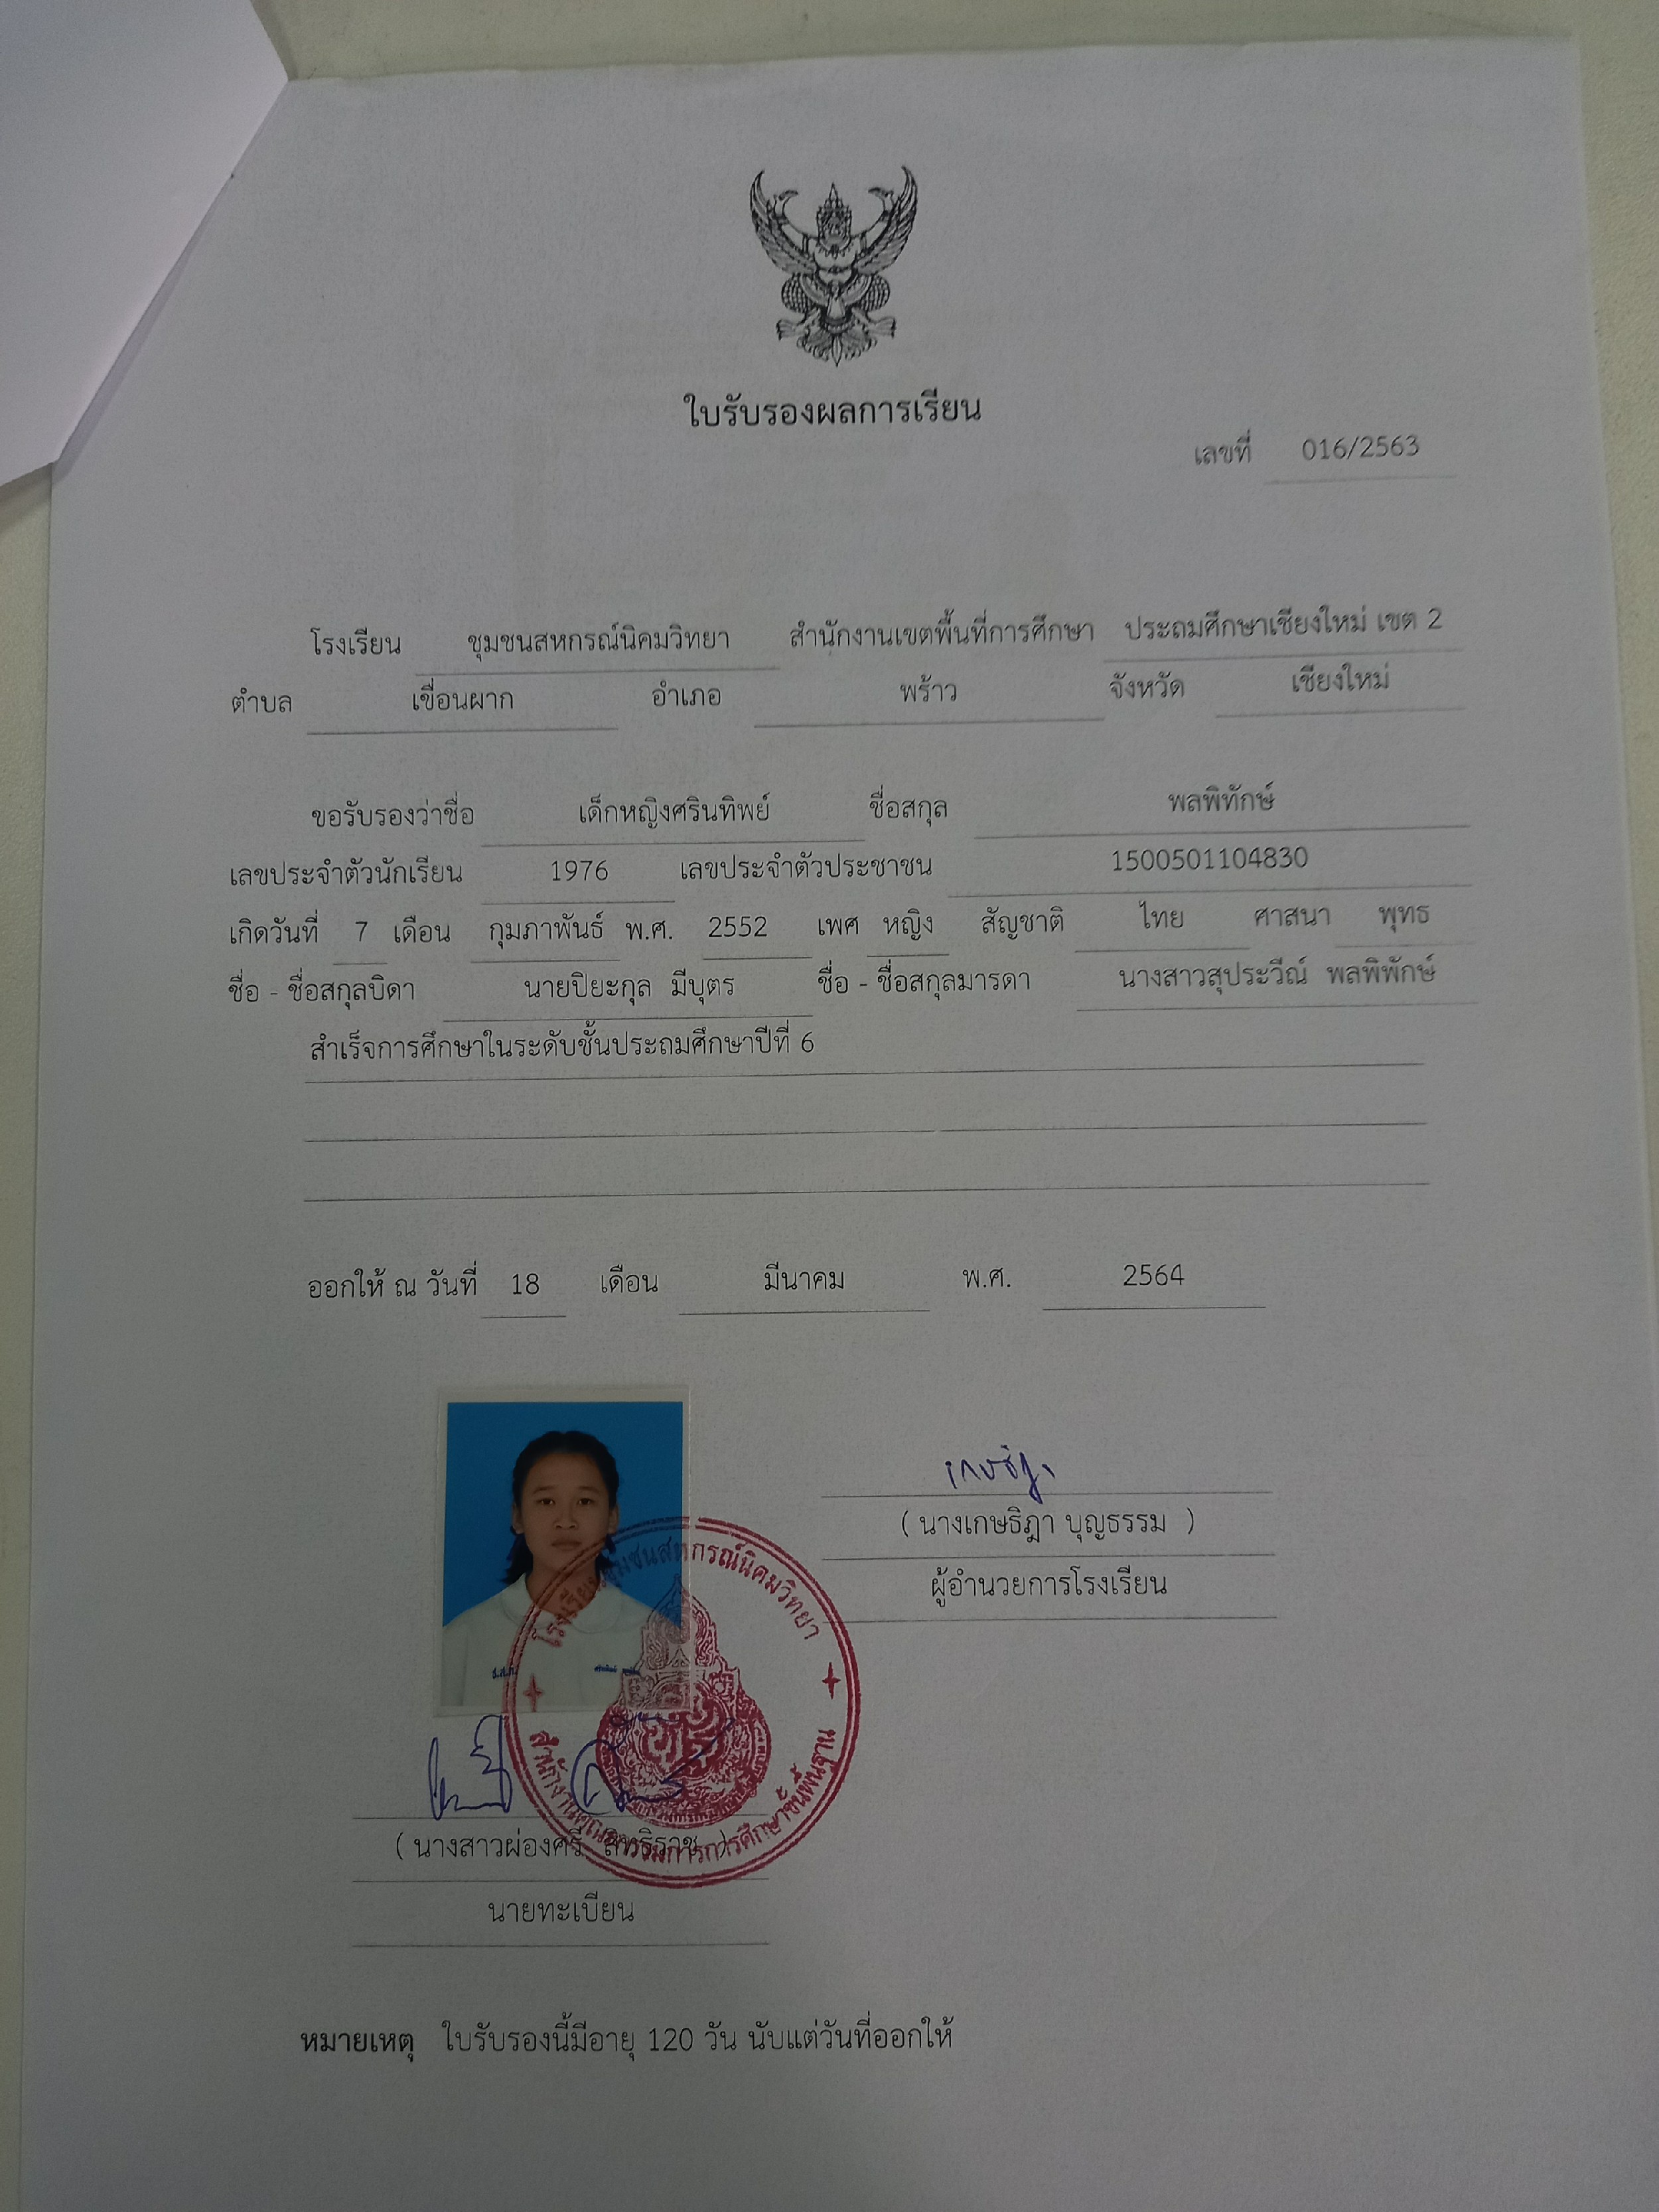 ใบรับรองผลการเรียน
เลขที่ 016/2563
โรงเรียน ชุมชนสหกรณ์นิคมวิทยา สำนักงานเขตพื้นที่การศึกษา ประถมศึกษาเชียงใหม่ เขต 2
ตำบล เขื่อนผาก อำเภอ พร้าว จังหวัด เชียงใหม่
ขอรับรองว่าชื่อ เด็กหญิงศรินทิพย์ ชื่อสกุล พลพิทักษ์
เลขประจำตัวนักเรียน 1976 เลขประจำตัวประชาชน 1500501104830
เกิดวันที่ 7 เดือน กุมภาพันธ์ พ.ศ. 2552 เพศ หญิง สัญชาติ ไทย ศาสนา พุทธ
ชื่อ - ชื่อสกุลบิดา นายปิยะกุล มีบุตร ชื่อ - ชื่อสกุลมารดา นางสาวสุประวีณ์ พลพิพักษ์
สำเร็จการศึกษาในระดับชั้นประถมศึกษาปีที่ 6
ออกให้ ณ วันที่ 18 เดือน มีนาคม พ.ศ. 2564
( นางเกษธิฎา บุญธรรม )
ผู้อำนวยการโรงเรียน
โรงเรียนชุมชนสหกรณ์นิคมวิทยา
สำนักงานคณะกรรมการการศึกษาขั้นพื้นฐาน
( นางสาวผ่องศรี สิทธิราช )
นายทะเบียน
หมายเหตุ ใบรับรองนี้มีอายุ 120 วัน นับแต่วันที่ออกให้